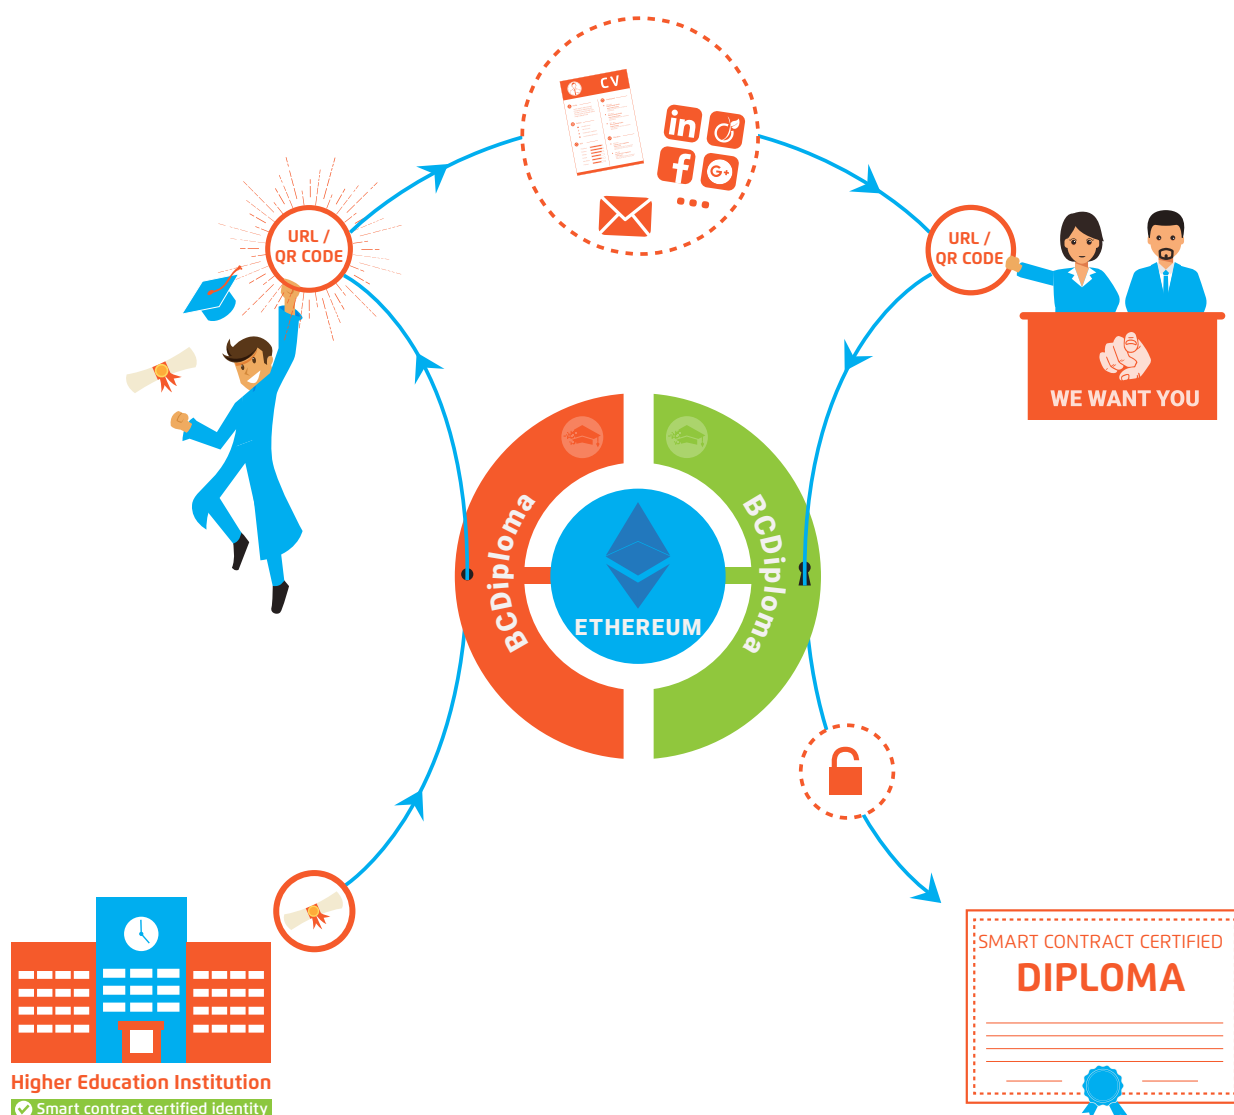 CV
in
f
G+
URL /
QR CODE
URL /
QR CODE
WE WANT YOU
BCDiploma
BCDiploma
ETHEREUM
SMART CONTRACT CERTIFIED
DIPLOMA
Higher Education Institution
Smart contract certified identity